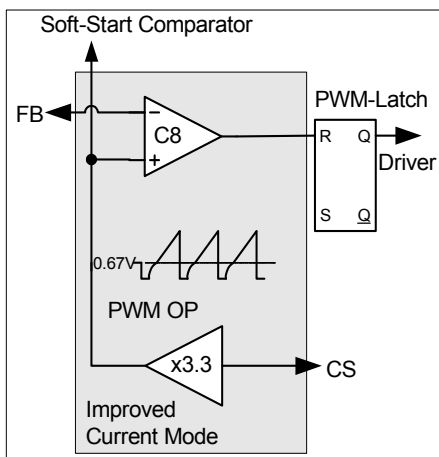 Soft-Start Comparator
FB
C8
PWM-Latch
R Q
Driver
S Q
0.67V
PWM OP
x3.3
CS
Improved
Current Mode